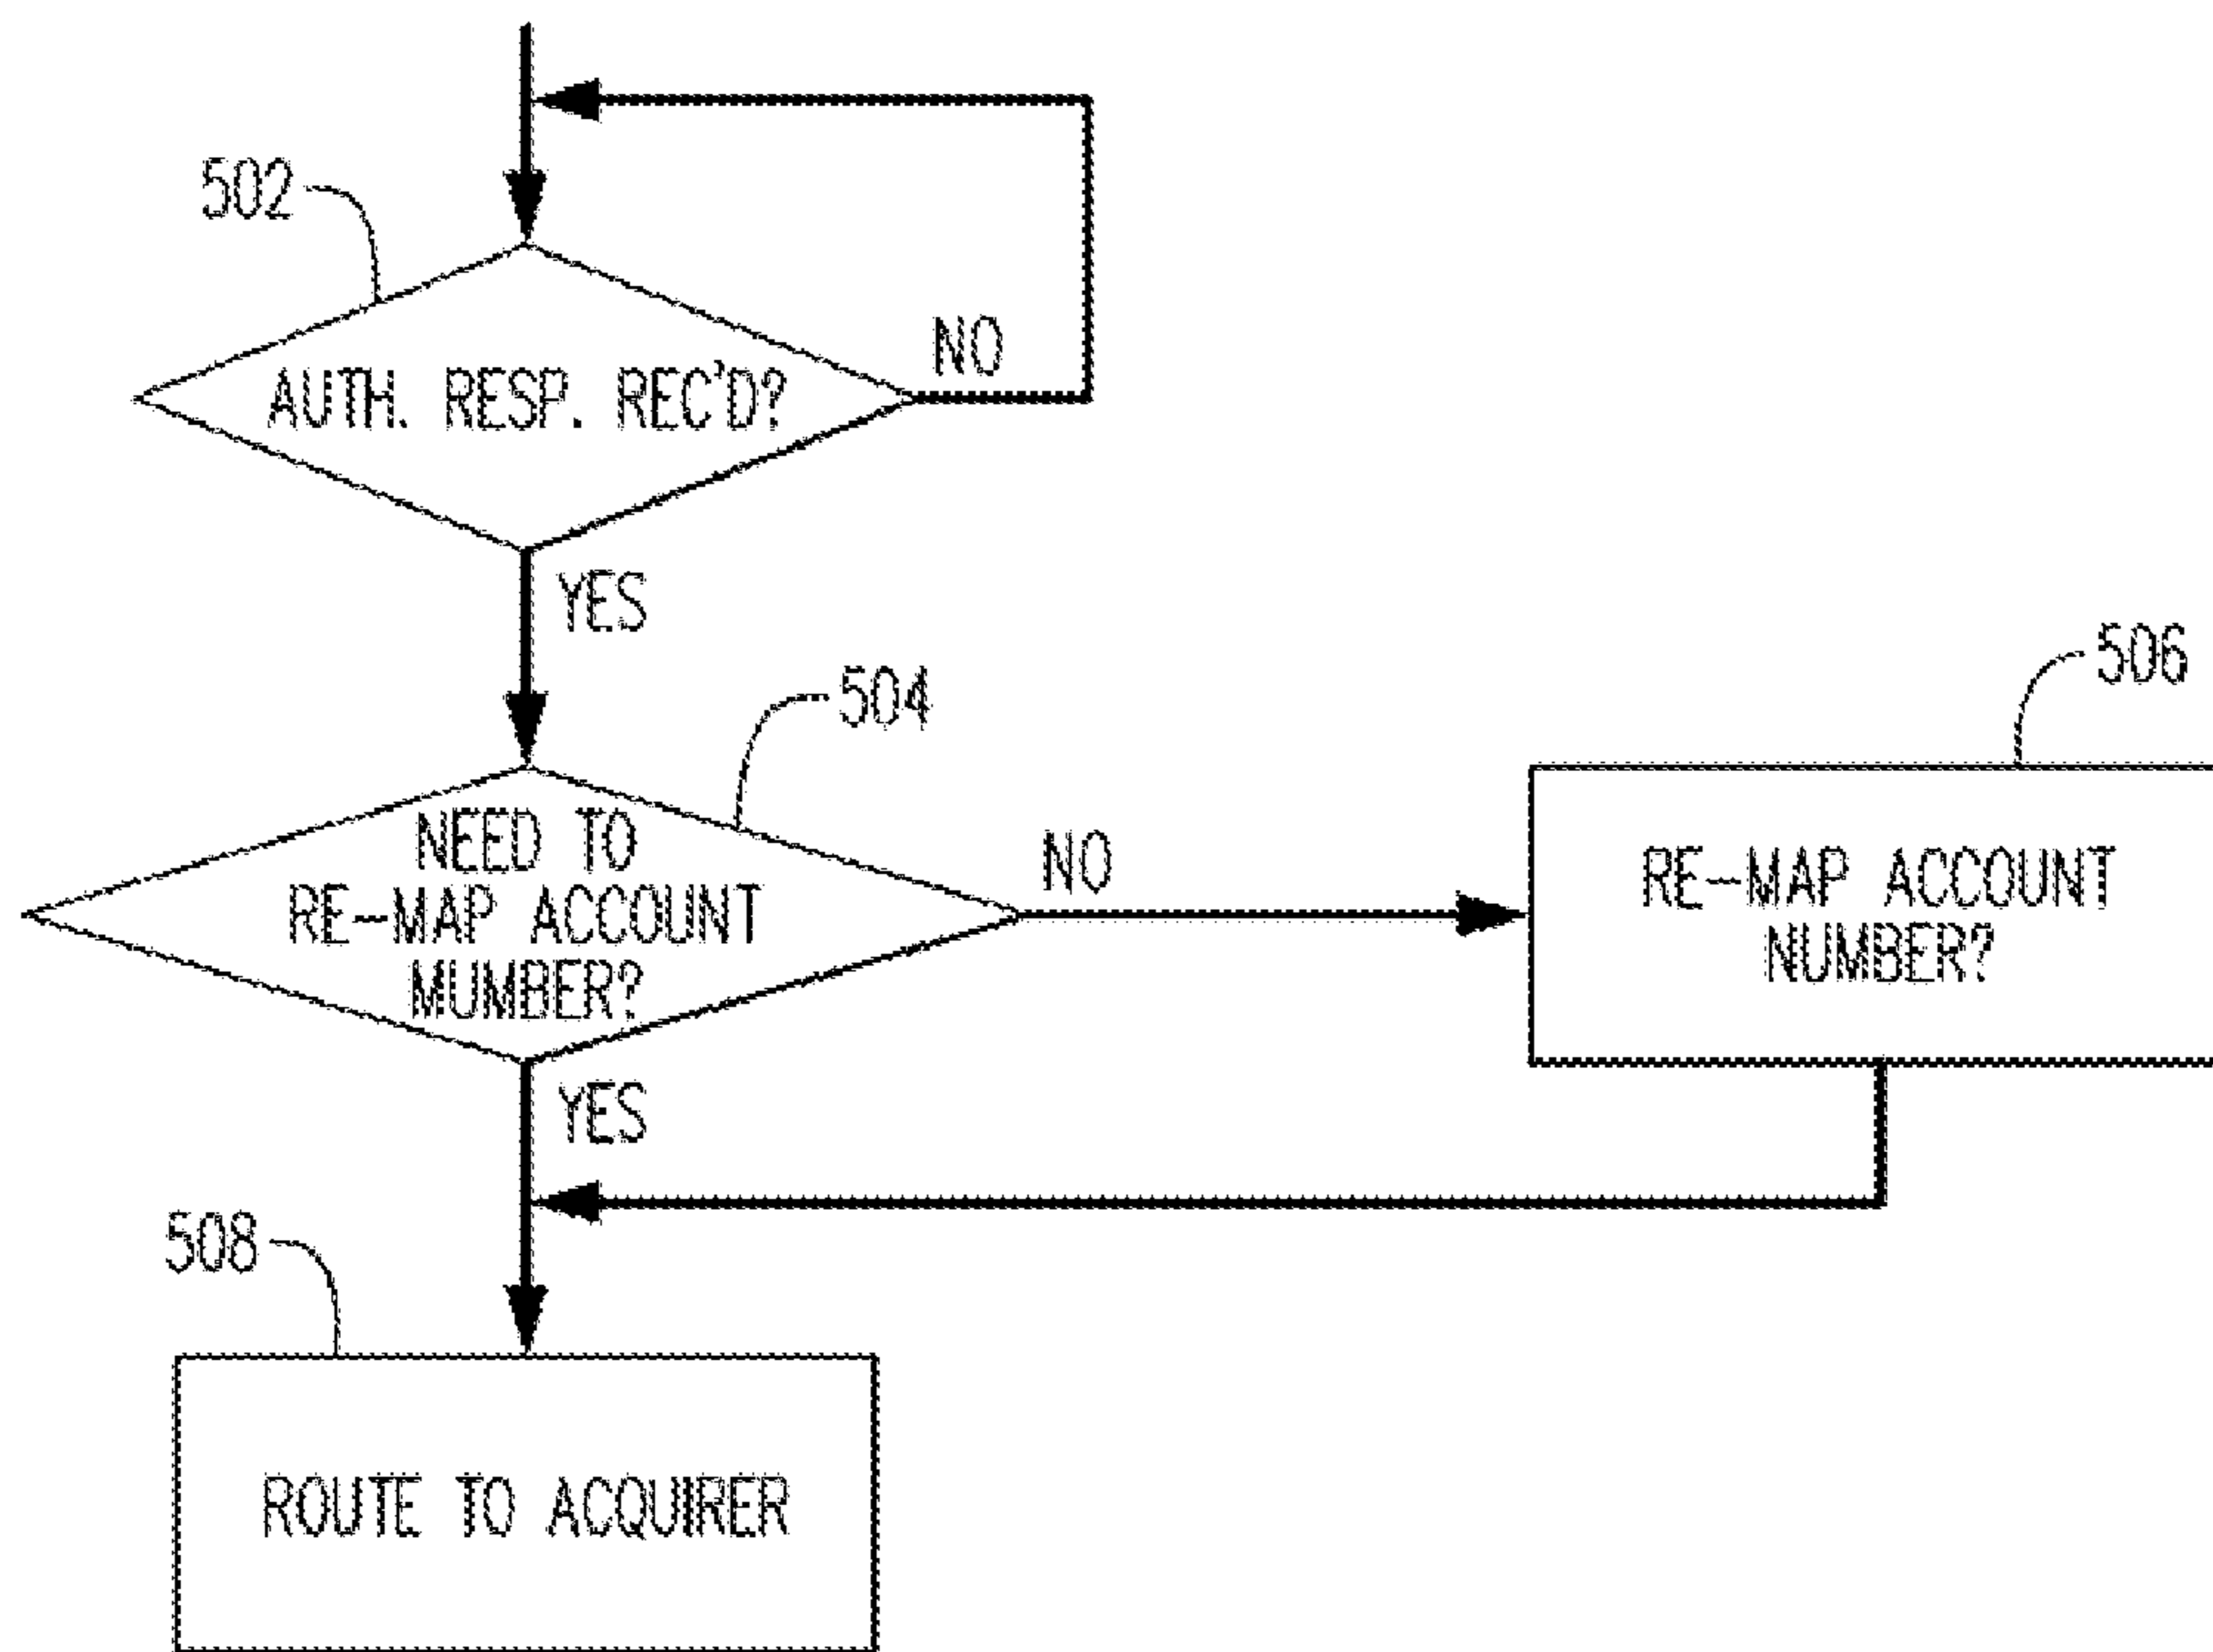 502
AUTH. RESP. REC'D?
NO
YES
504
NEED TO
RE-MAP ACCOUNT
MUMBER?
NO
YES
506
RE-MAP ACCOUNT
NUMBER?
508
ROUTE TO ACQUIRER